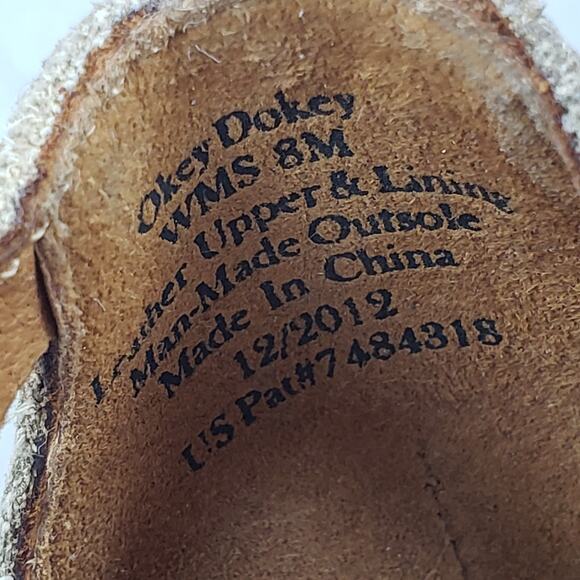 Okey Dokey
WMS 8M
Leather Upper & Lining
Man-Made Outsole
Made In China
12/2012
US Pat#7484318